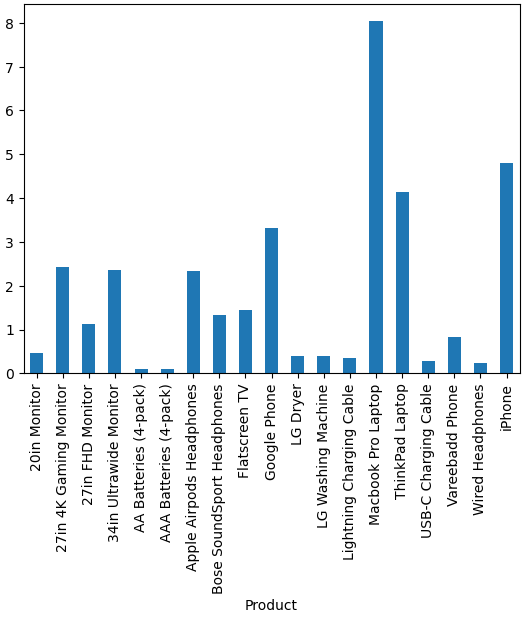 8
7
6
5
4
3
2
1
0
20in Monitor
27in 4K Gaming Monitor
27in FHD Monitor
34in Ultrawide Monitor
AA Batteries (4-pack)
AAA Batteries (4-pack)
Apple Airpods Headphones
Bose SoundSport Headphones
Flatscreen TV
Google Phone
LG Dryer
LG Washing Machine
Lightning Charging Cable
Macbook Pro Laptop
ThinkPad Laptop
USB-C Charging Cable
Vareebadd Phone
Wired Headphones
iPhone
Product